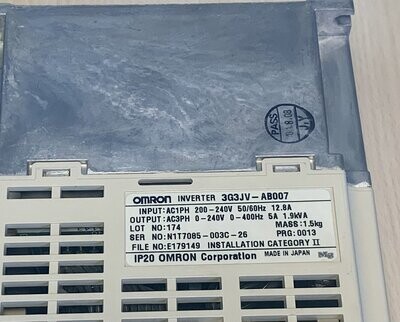 PASS
J.Y
OMRON INVERTER 3G3JV-AB007
INPUT:AC1PH 200-240V 50/60Hz 12.8A
OUTPUT:AC3PH 0-240V 0-400Hz 5A 1.9kVA
LOT NO:174 MASS:1.5kg
SER NO:N1T7085-003C-26 PRG:0013
FILE NO:E179149 INSTALLATION CATEGORY II
IP20 OMRON Corporation MADE IN JAPAN